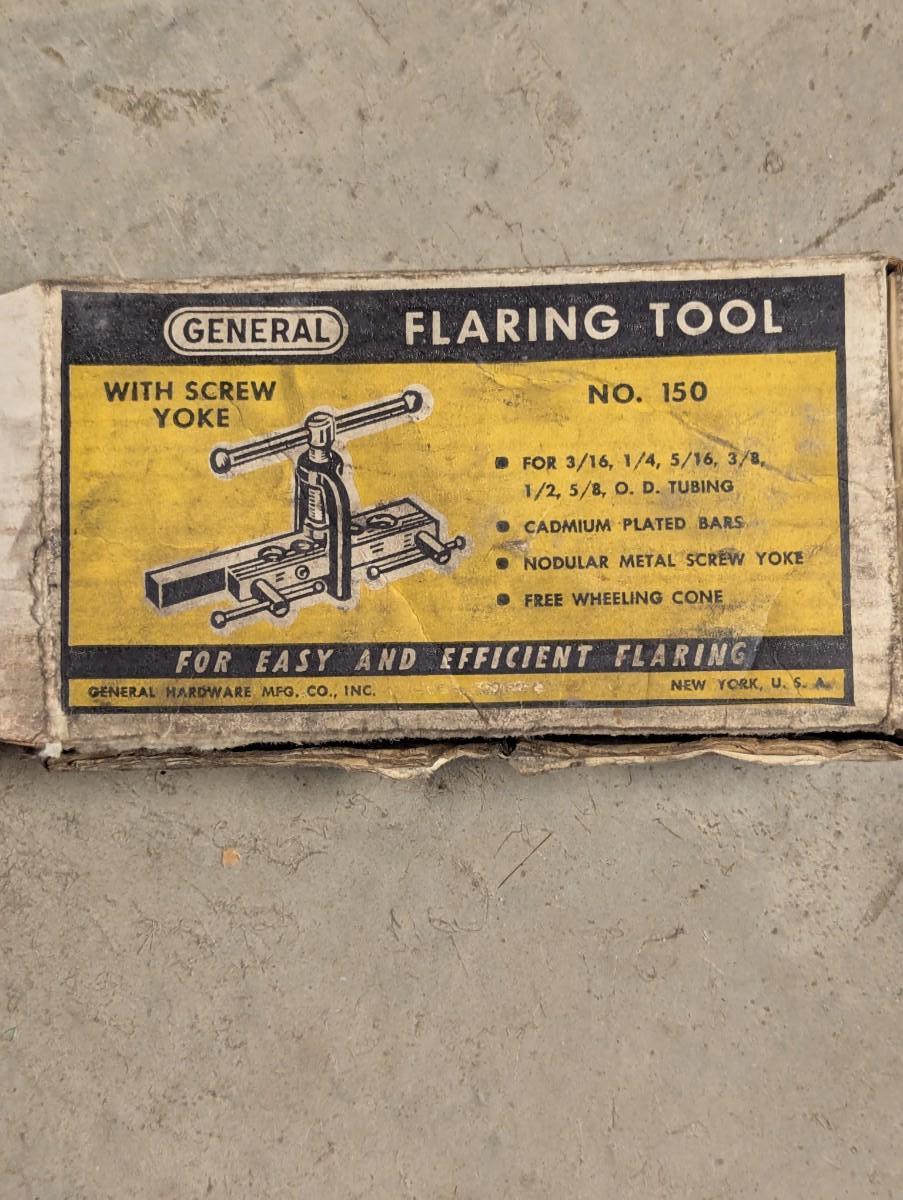 GENERAL FLARING TOOL
WITH SCREW
YOKE
NO. 150
FOR 3/16, 1/4, 5/16, 3/8,
1/2, 5/8, O. D. TUBING
CADMIUM PLATED BARS
NODULAR METAL SCREW YOKE
FREE WHEELING CONE
FOR EASY AND EFFICIENT FLARING
GENERAL HARDWARE MFG. CO., INC. NEW YORK, U. S. A.